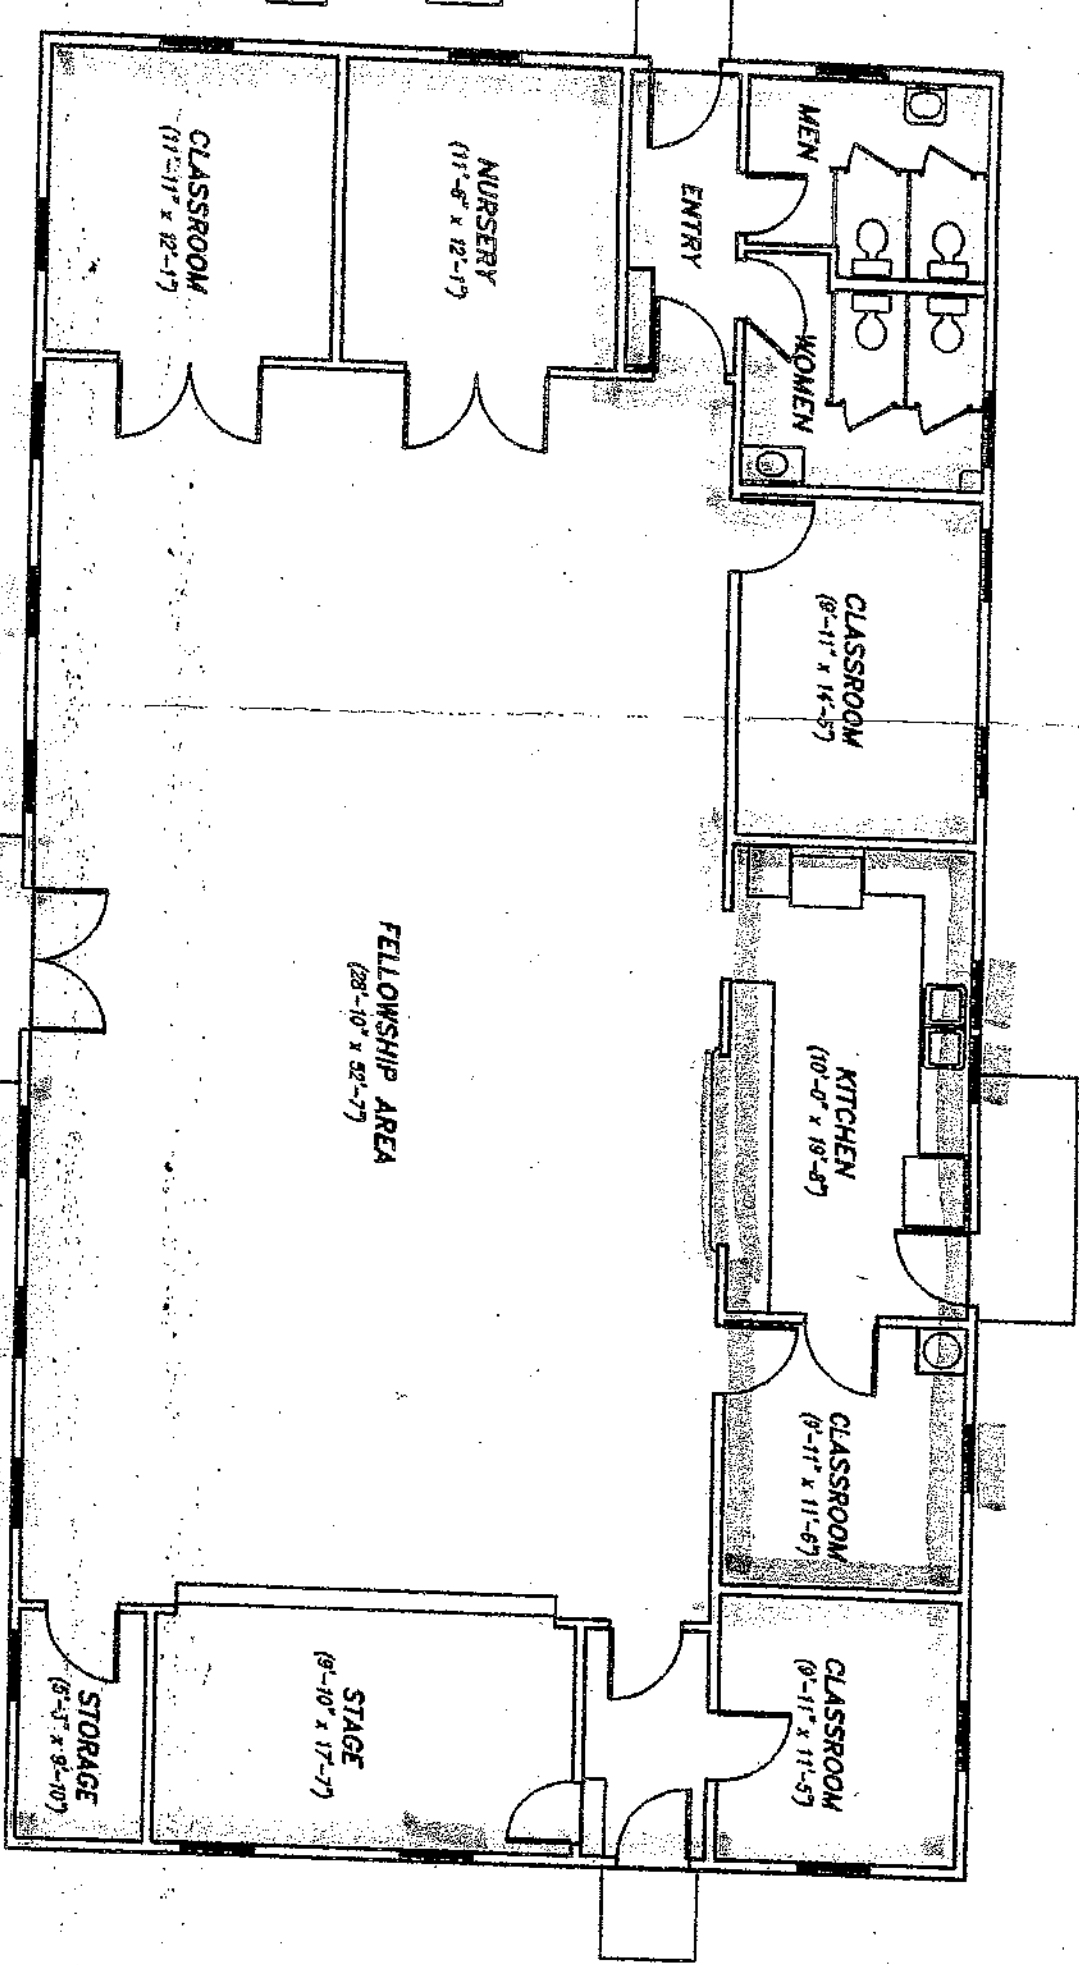 MEN
ENTRY
WOMEN
NURSERY
(11'-6" x 12'-1")
CLASSROOM
(11'-11" x 12'-1")
CLASSROOM
(9'-11" x 14'-5")
KITCHEN
(10'-0" x 19'-8")
FELLOWSHIP AREA
(28'-10" x 52'-7")
CLASSROOM
(9'-11" x 11'-6")
CLASSROOM
(9'-11" x 11'-5")
STAGE
(9'-10" x 17'-7")
STORAGE
x 9'-10")